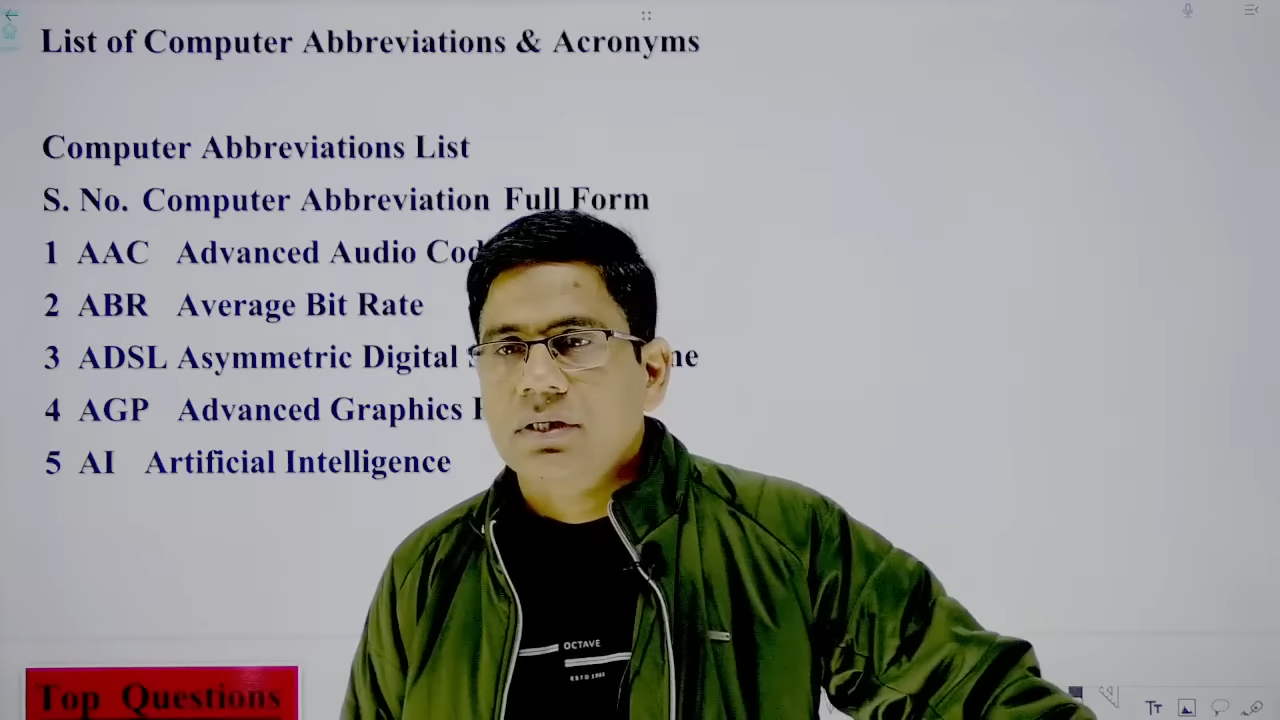 List of Computer Abbreviations & Acronyms
Computer Abbreviations List
S. No. Computer Abbreviation Full Form
1 AAC Advanced Audio
2 ABR Average Bit Rate
3 ADSL Asymmetric Digital
4 AGP Advanced Graphics
5 AI Artificial Intelligence
OCTAVE
Top Questions
Tт